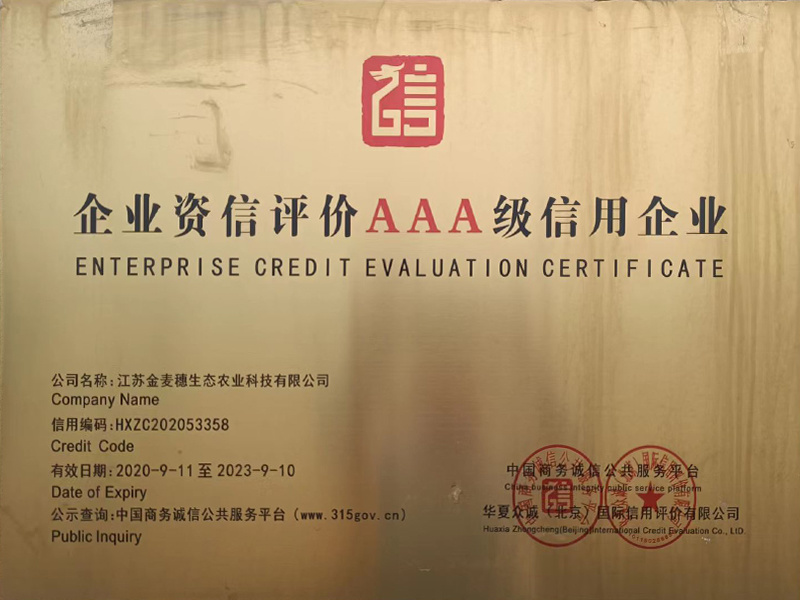 企业资信评价AAA级信用企业
ENTERPRISE CREDIT EVALUATION CERTIFICATE
公司名称:江苏金麦穗生态农业科技有限公司
Company Name
信用编码:HXZC202053358
Credit Code
有效日期:2020-9-11 至 2023-9-10
Date of Expiry
公示查询:中国商务诚信公共服务平台(www.315gov.cn)
Public Inquiry
中国商务诚信公共服务平台
China business integrity public service platform
华夏众诚(北京)国际信用评价有限公司
Huaxia Zhongcheng(Beijing)International Credit Evaluation Co., LtD.